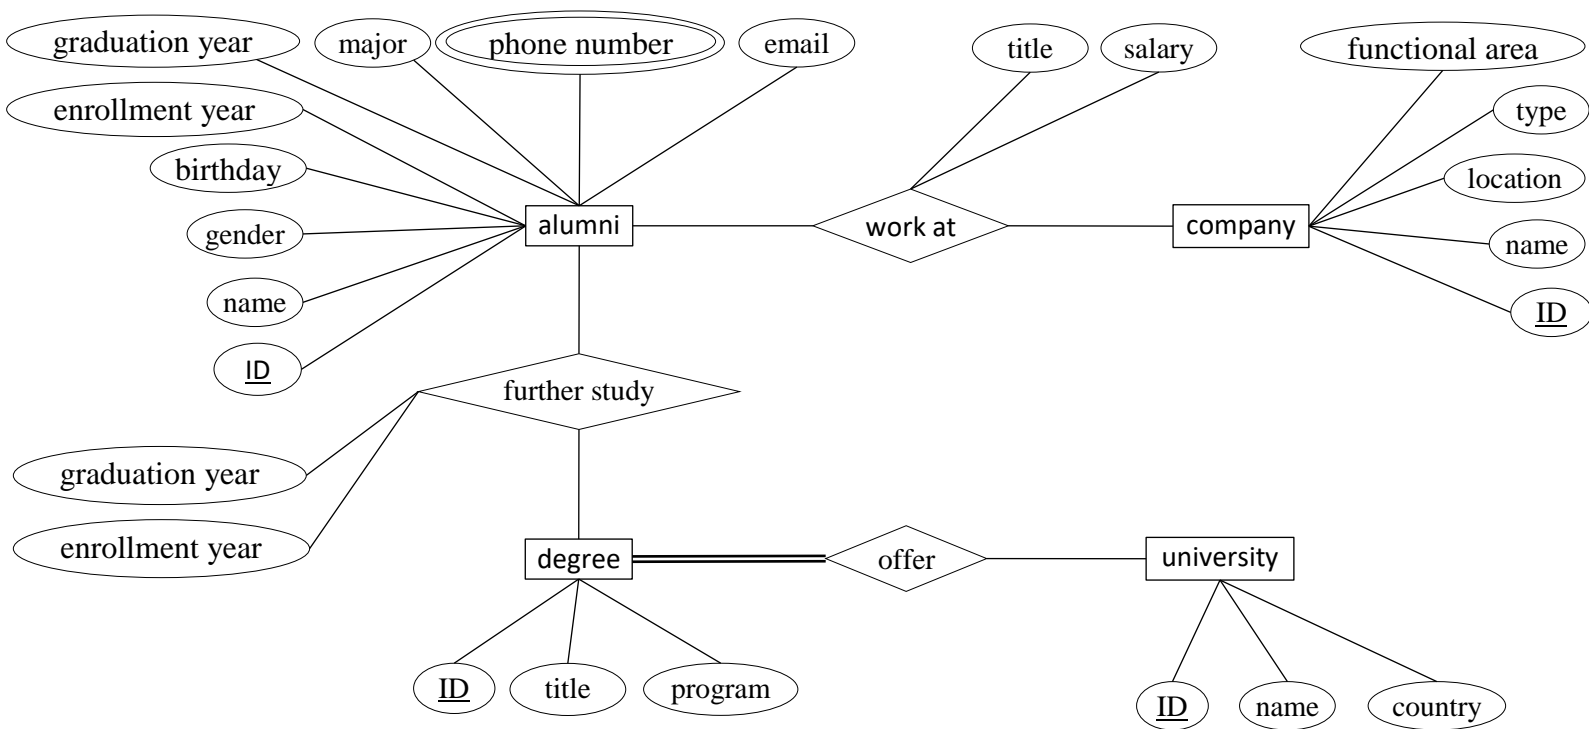 graduation year
major
phone number
email
title
salary
functional area
enrollment year
type
birthday
location
gender
alumni
work at
company
name
name
ID
ID
further study
graduation year
enrollment year
degree
offer
university
ID
title
program
ID
name
country